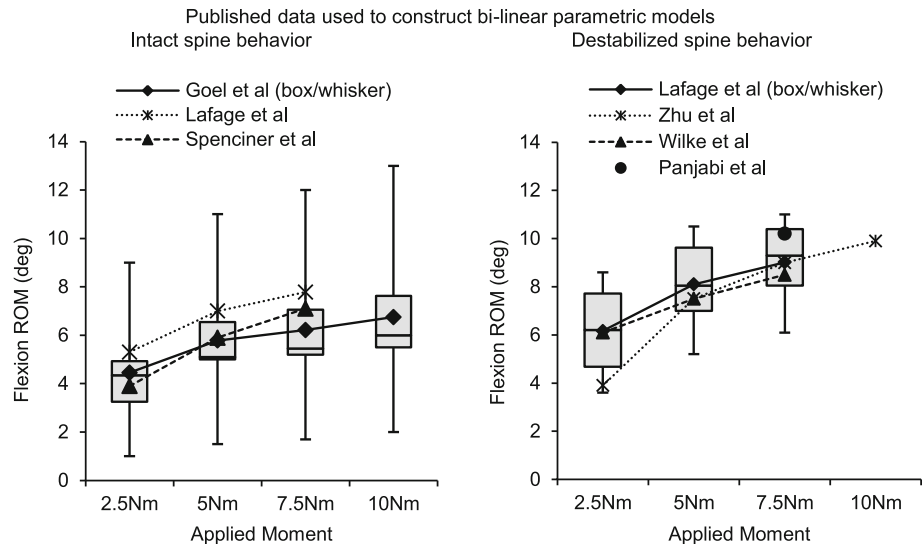 Published data used to construct bi-linear parametric models
Intact spine behavior
Goel et al (box/whisker)
Lafage et al
Spenciner et al
14
12
10
8
6
4
2
0
Flexion ROM (deg)
2.5Nm 5Nm 7.5Nm 10Nm
Applied Moment
Destabilized spine behavior
Lafage et al (box/whisker)
Zhu et al
Wilke et al
Panjabi et al
14
12
10
8
6
4
2
0
Flexion ROM (deg)
2.5Nm 5Nm 7.5Nm 10Nm
Applied Moment